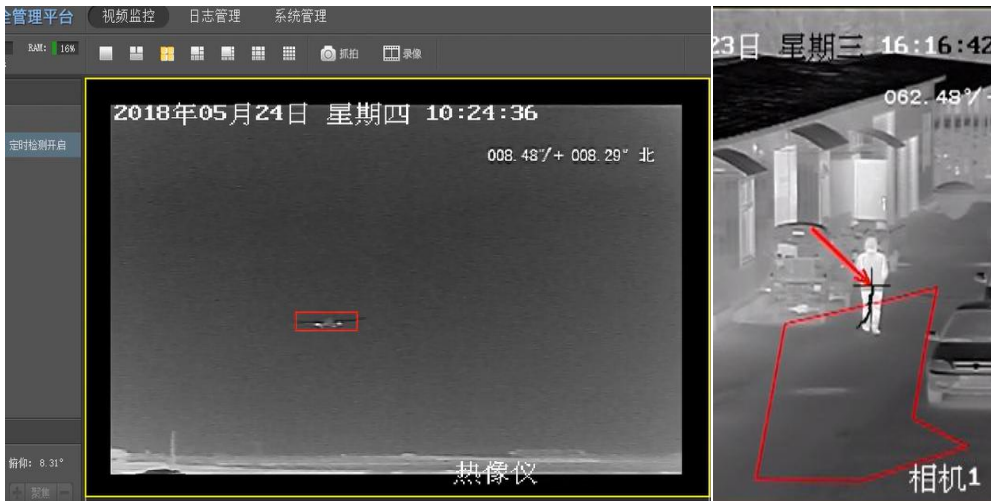 全管理平台 视频监控 日志管理 系统管理
RAM: 16%
抓拍 录像
定时检测开启
2018年05月24日 星期四 10:24:36
008.48°/+ 008.29° 北
热像仪
俯仰: 8.31°
聚焦
23日 星期三 16:16:42
062.48°/-
相机1